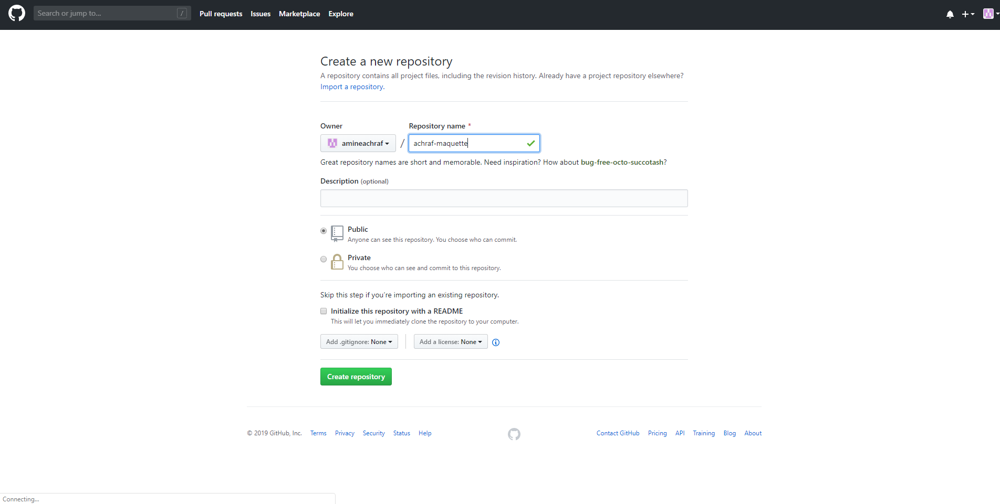 Search or jump to... /
Pull requests Issues Marketplace Explore
Create a new repository
A repository contains all project files, including the revision history. Already have a project repository elsewhere?
Import a repository.
Owner Repository name *
amineachraf / achraf-maquette
Great repository names are short and memorable. Need inspiration? How about bug-free-octo-succotash?
Description (optional)
Public
Anyone can see this repository. You choose who can commit.
Private
You choose who can see and commit to this repository.
Skip this step if you’re importing an existing repository.
Initialize this repository with a README
This will let you immediately clone the repository to your computer.
Add .gitignore: None Add a license: None
Create repository
© 2019 GitHub, Inc. Terms Privacy Security Status Help Contact GitHub Pricing API Training Blog About
Connecting...